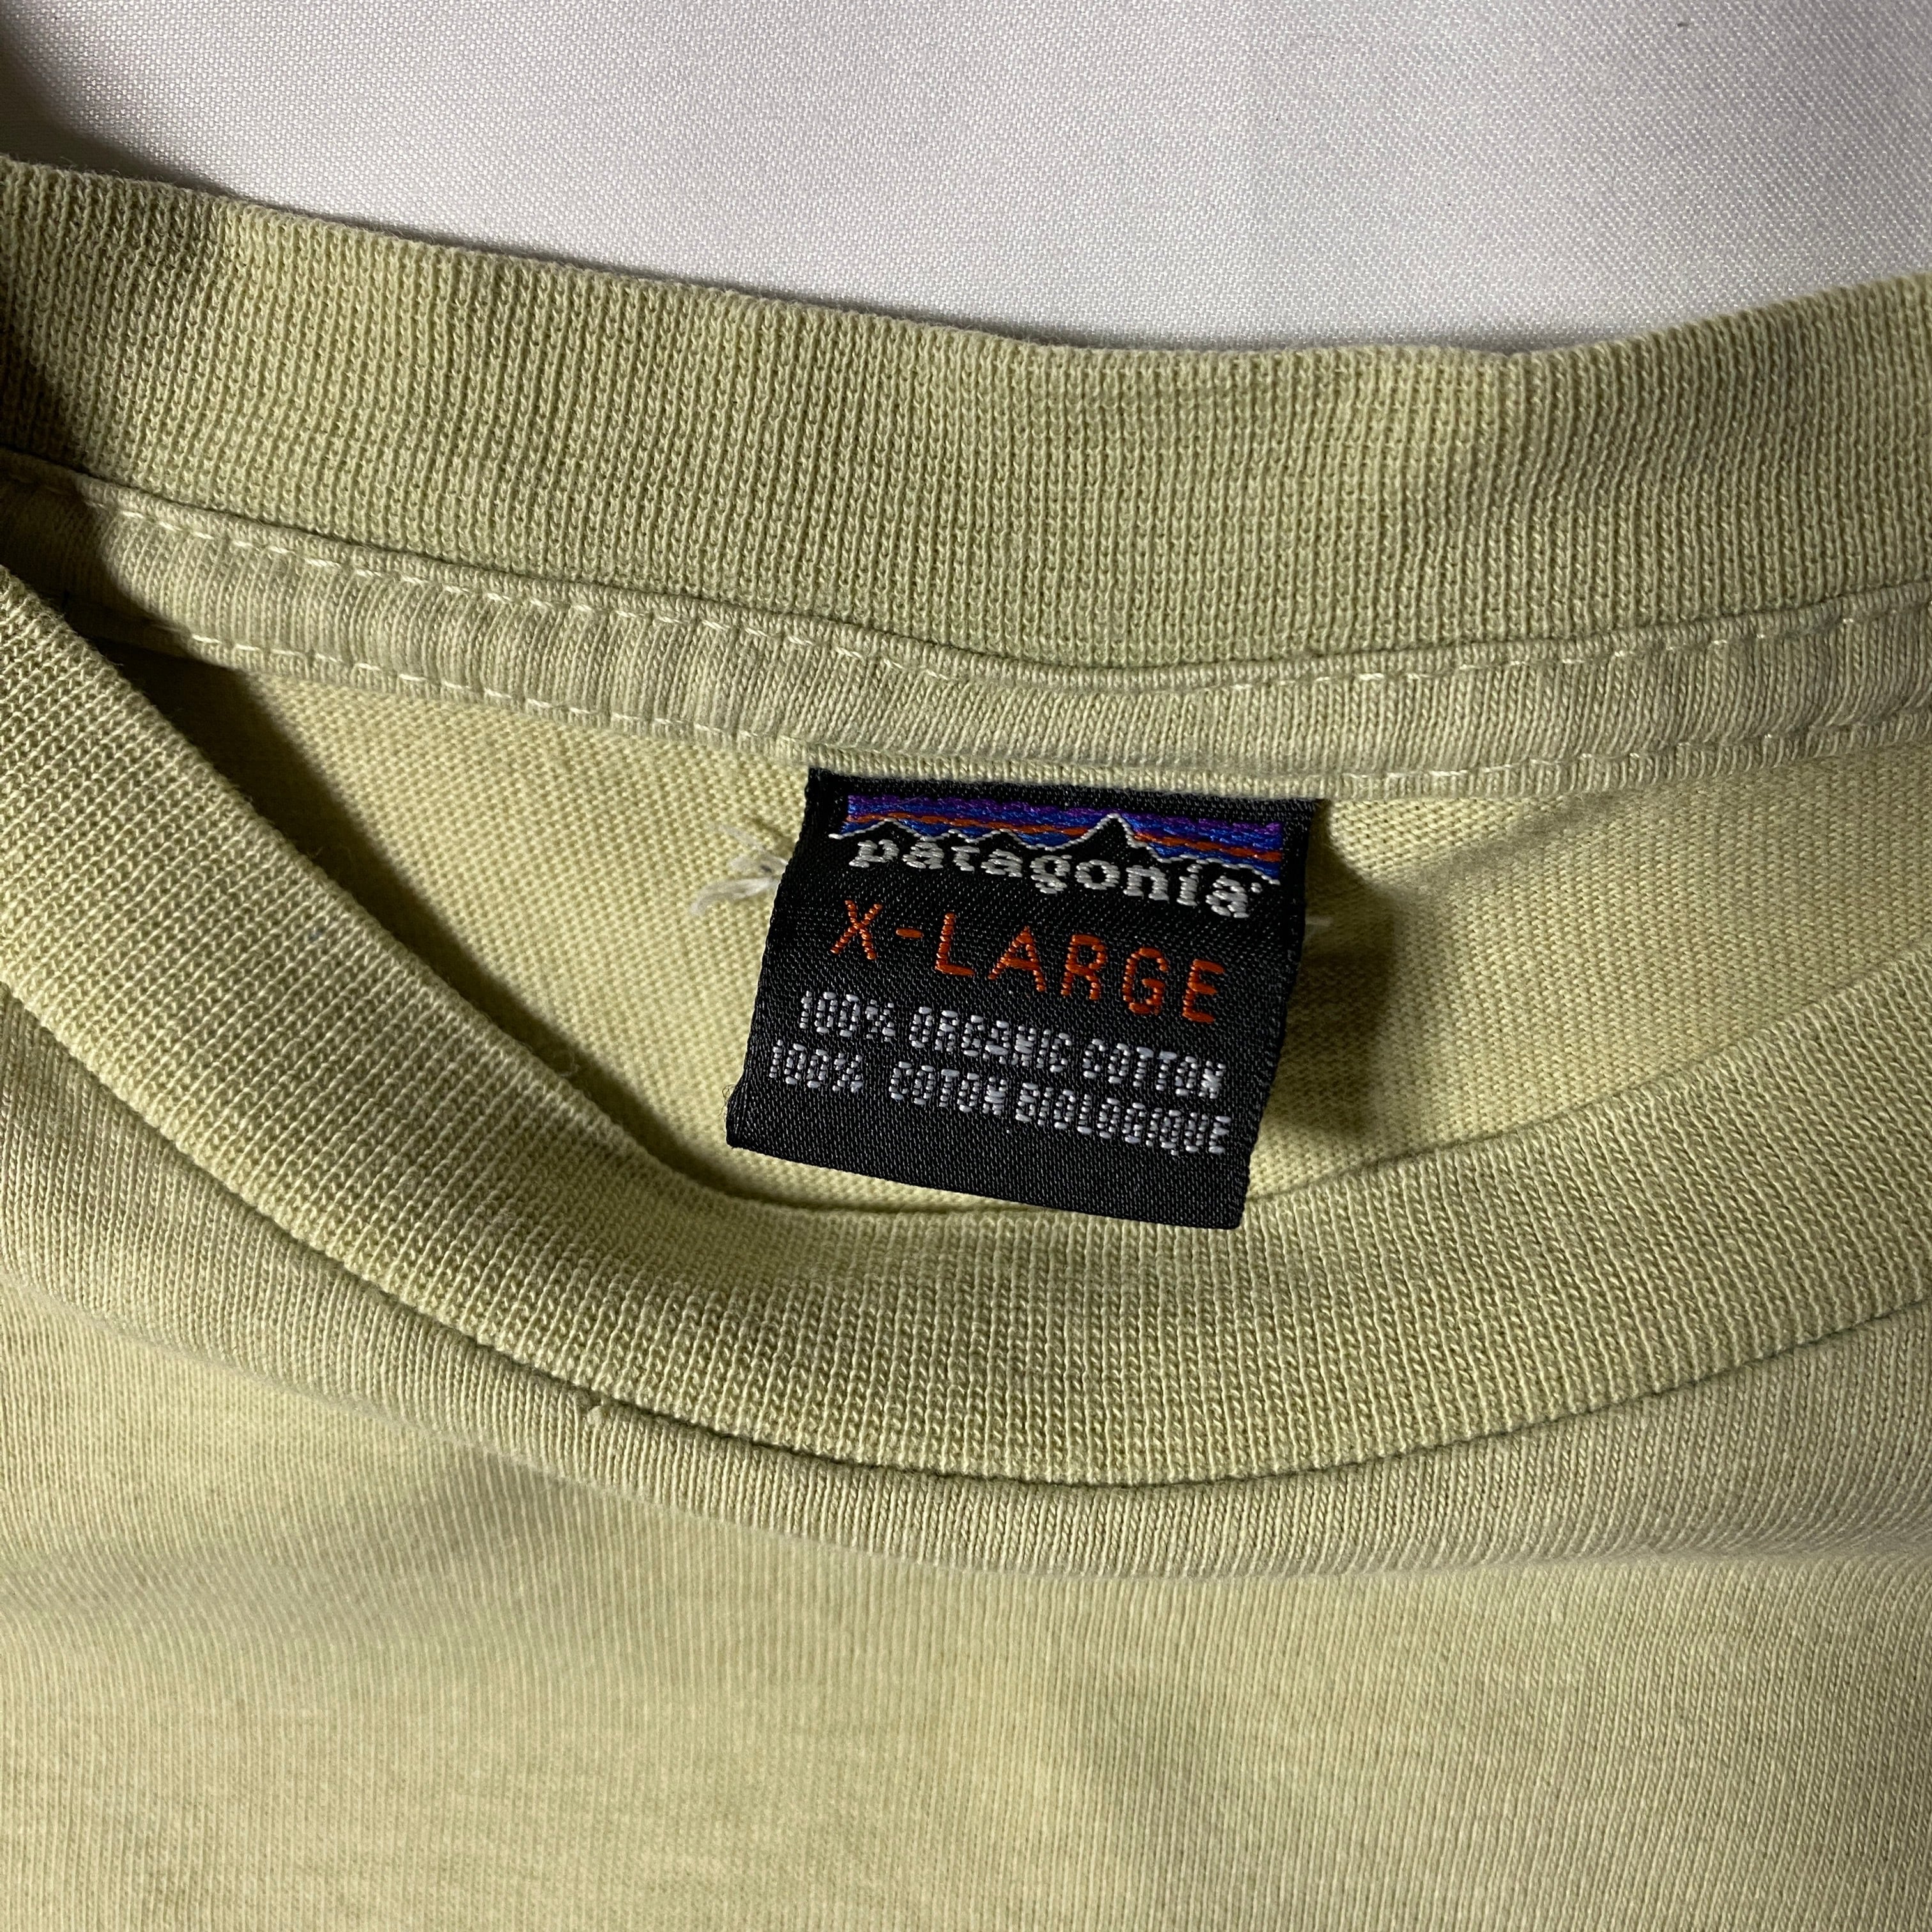 patagonia
X-LARGE
100% ORGANIC COTTON
100% COTON BIOLOGIQUE